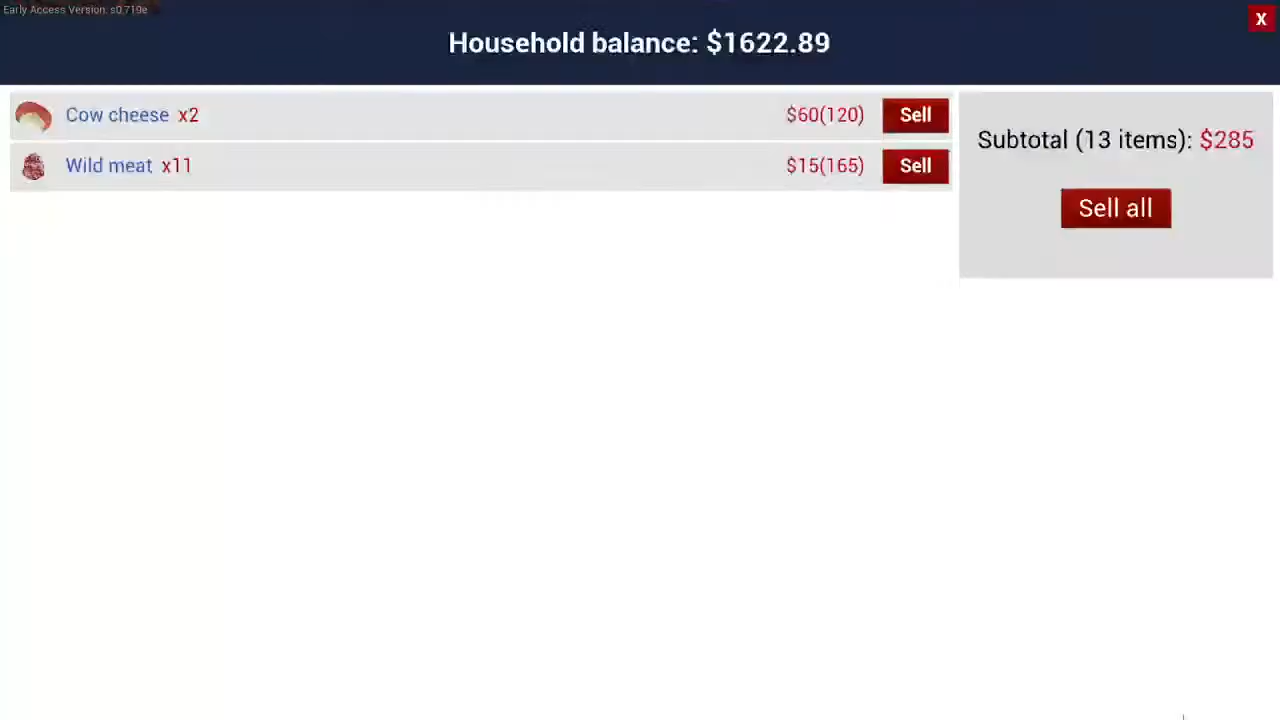 Early Access Version: s0.719e
X
Household balance: $1622.89
Cow cheese x2 $60(120) Sell
Wild meat x11 $15(165) Sell
Subtotal (13 items): $285
Sell all